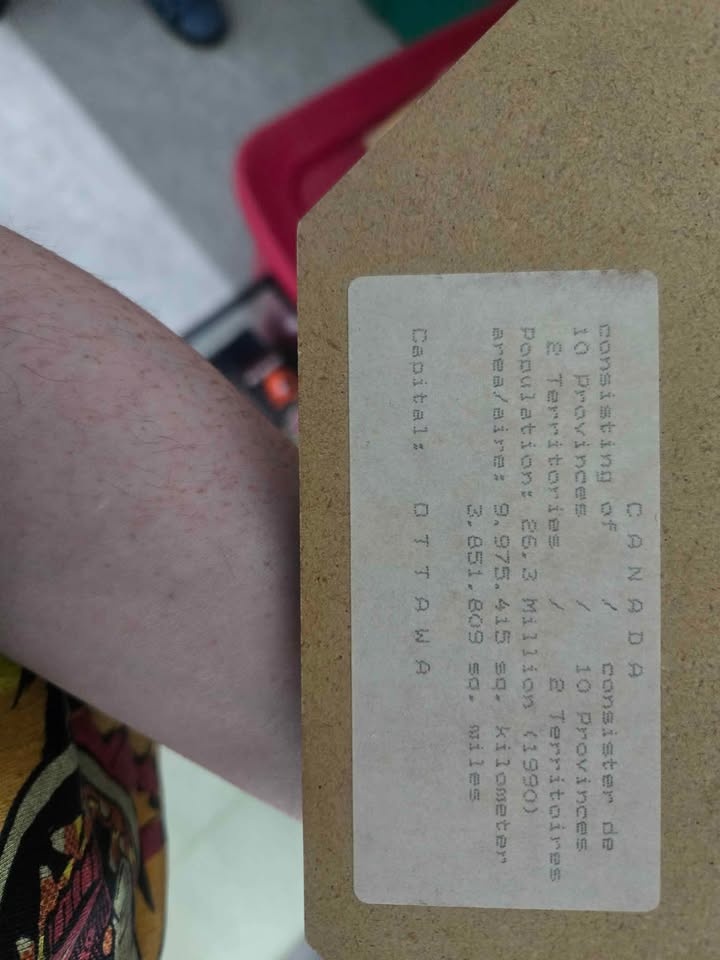 C A N A D A
consisting of / consister de
10 Provinces / 10 Provinces
2 Territories / 2 Territoires
Population: 26.3 Million (1990)
area/aire: 9,975,415 sq. kilometer
3,851,809 sq. miles
Capital: O T T A W A